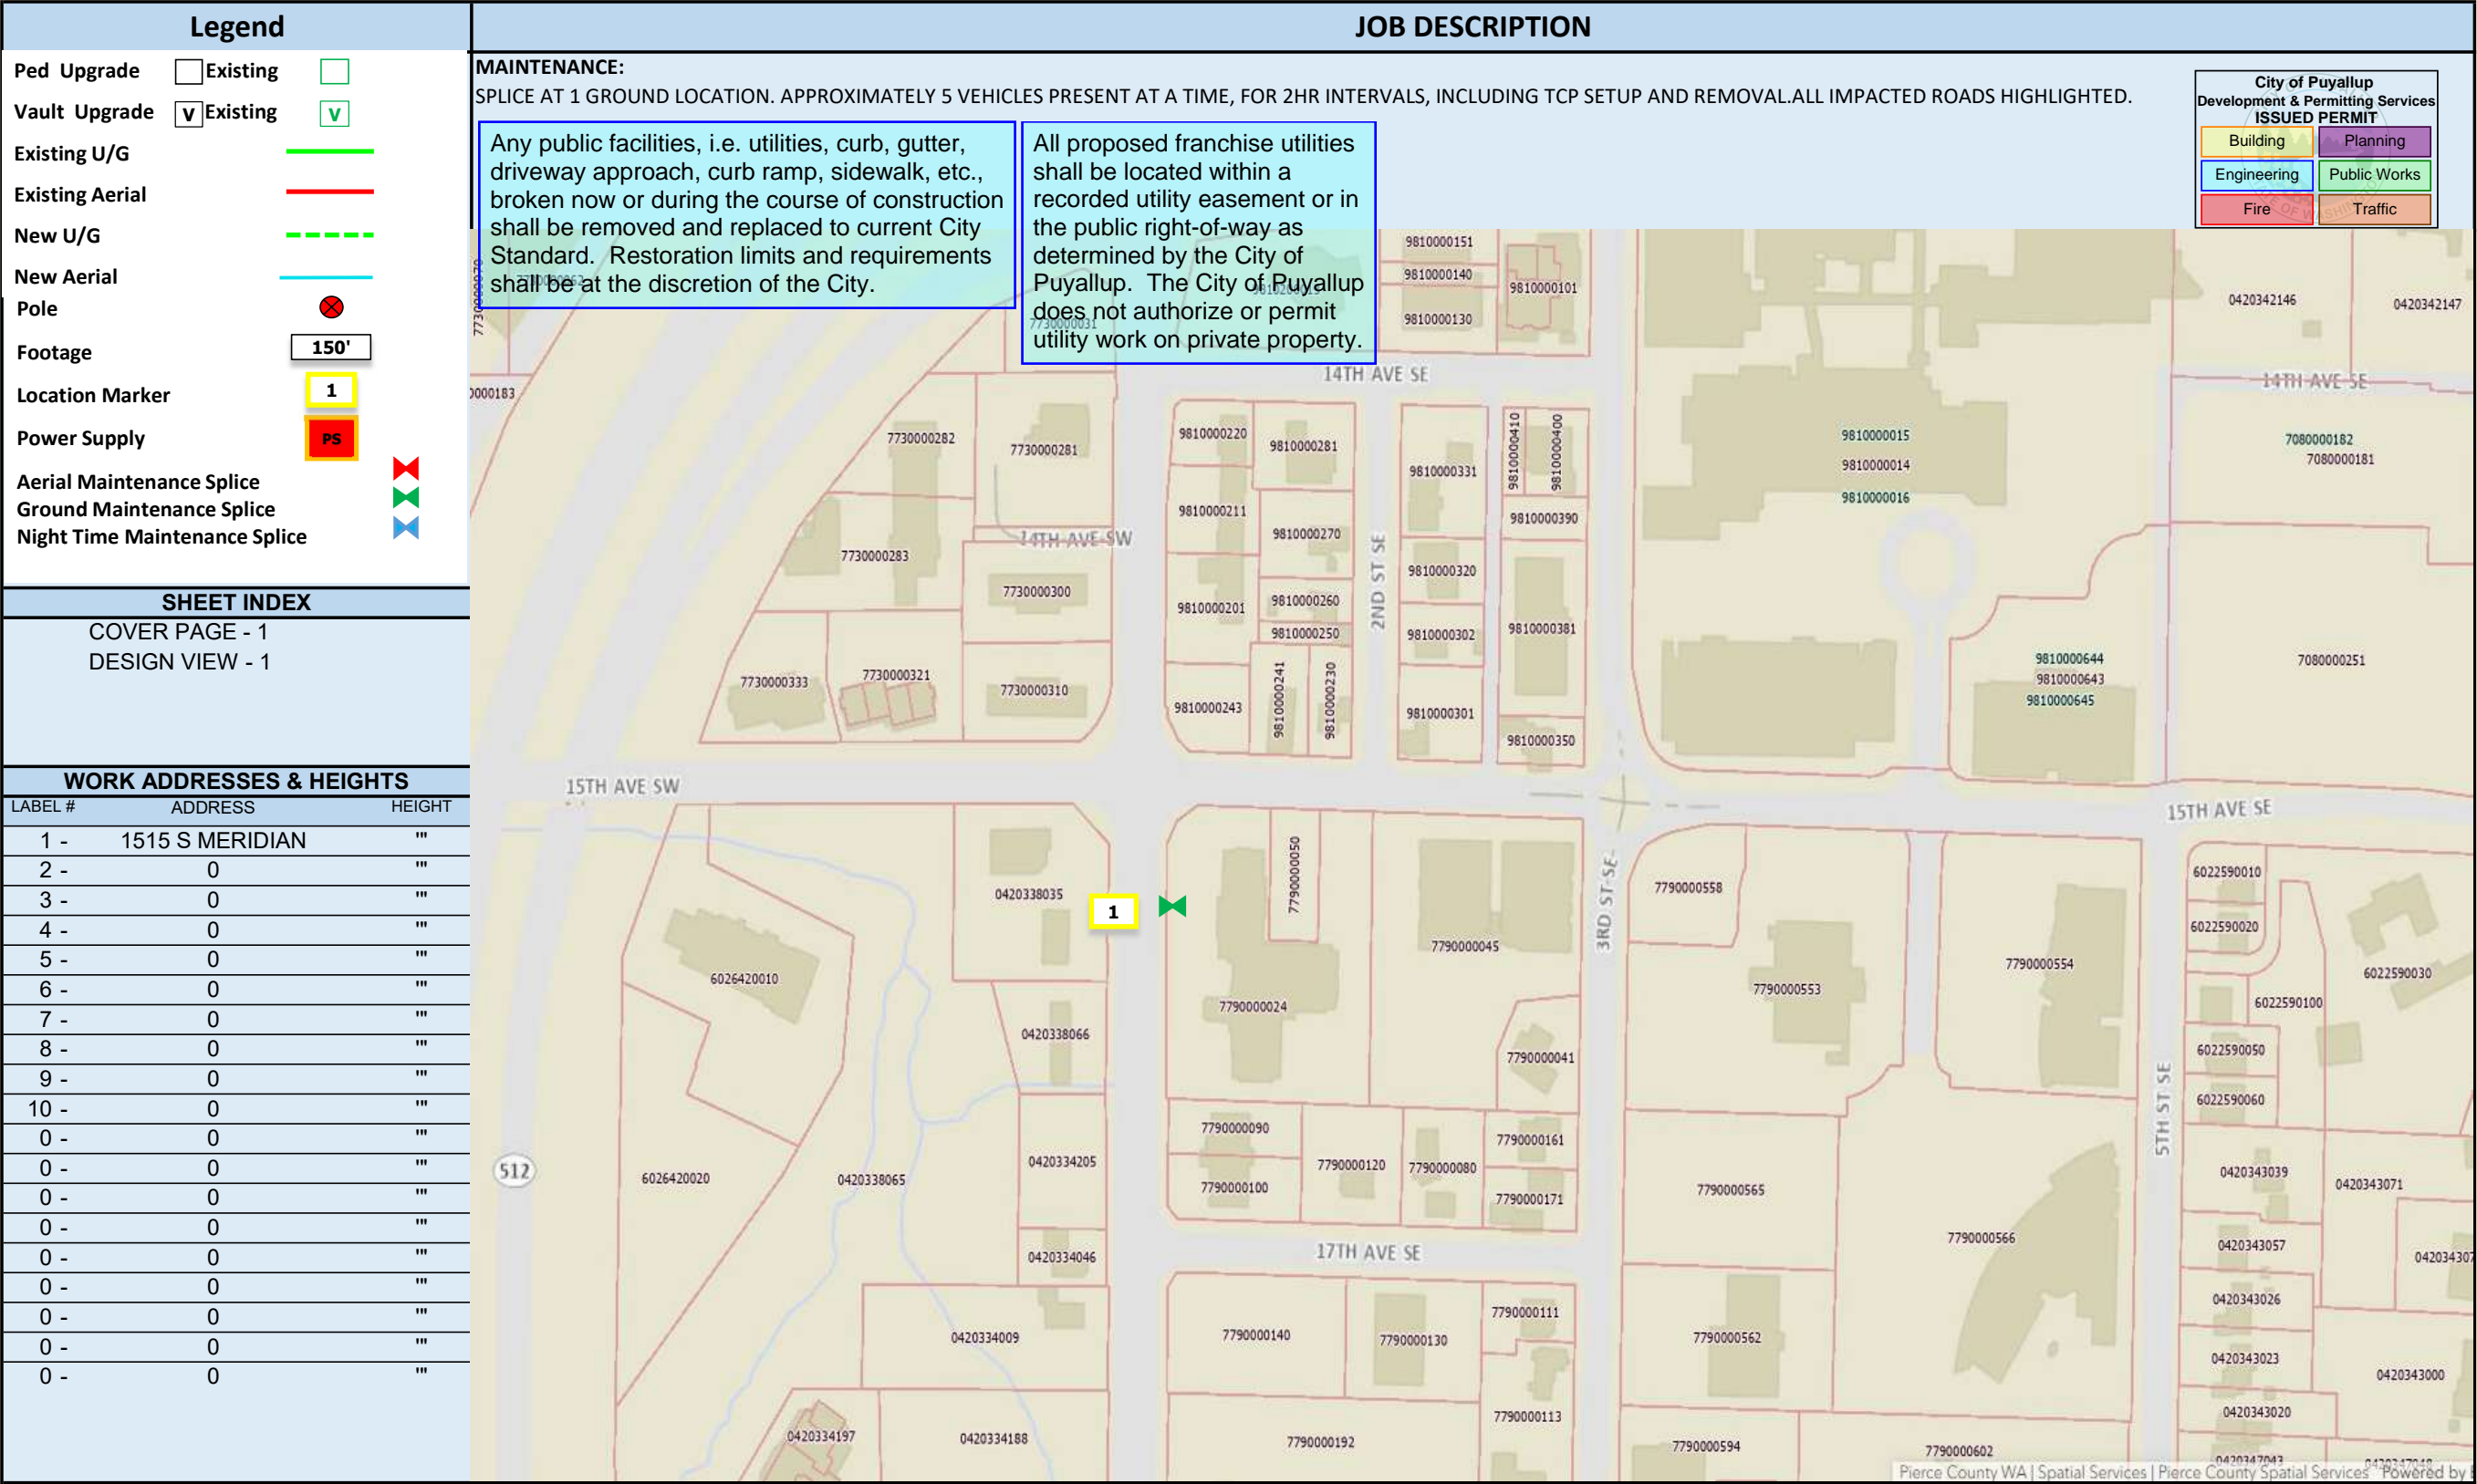 Legend
Ped Upgrade Existing
Vault Upgrade V Existing V
Existing U/G
Existing Aerial
New U/G
New Aerial
Pole
Footage 150'
Location Marker 1
Power Supply PS
Aerial Maintenance Splice
Ground Maintenance Splice
Night Time Maintenance Splice
SHEET INDEX
COVER PAGE - 1
DESIGN VIEW - 1
WORK ADDRESSES & HEIGHTS
LABEL # ADDRESS HEIGHT
1 - 1515 S MERIDIAN '"
2 - 0 '"
3 - 0 '"
4 - 0 '"
5 - 0 '"
6 - 0 '"
7 - 0 '"
8 - 0 '"
9 - 0 '"
10 - 0 '"
0 - 0 '"
0 - 0 '"
0 - 0 '"
0 - 0 '"
0 - 0 '"
0 - 0 '"
0 - 0 '"
0 - 0 '"
0 - 0 '"
JOB DESCRIPTION
MAINTENANCE:
SPLICE AT 1 GROUND LOCATION. APPROXIMATELY 5 VEHICLES PRESENT AT A TIME, FOR 2HR INTERVALS, INCLUDING TCP SETUP AND REMOVAL.ALL IMPACTED ROADS HIGHLIGHTED.
Any public facilities, i.e. utilities, curb, gutter,
driveway approach, curb ramp, sidewalk, etc.,
broken now or during the course of construction
shall be removed and replaced to current City
Standard. Restoration limits and requirements
shall be at the discretion of the City.
All proposed franchise utilities
shall be located within a
recorded utility easement or in
the public right-of-way as
determined by the City of
Puyallup. The City of Puyallup
does not authorize or permit
utility work on private property.
City of Puyallup
Development & Permitting Services
ISSUED PERMIT
Building Planning
Engineering Public Works
Fire Traffic
9810000151
9810000140
9810000101
9810000130
7730000031
0420342146
0420342147
14TH AVE SE
14TH AVE SE
0000183
7730000282
7730000281
9810000220
9810000281
9810000331
9810000410
9810000400
9810000015
9810000014
9810000016
7080000182
7080000181
9810000211
9810000270
9810000390
14TH AVE SW
7730000283
7730000300
2ND ST SE
9810000320
9810000201
9810000260
9810000250
9810000302
9810000381
7730000333
7730000321
7730000310
9810000243
9810000241
9810000230
9810000301
9810000350
9810000644
9810000643
9810000645
7080000251
15TH AVE SW
15TH AVE SE
0420338035
1
7790000050
7790000045
3RD ST SE
7790000558
6022590010
6022590020
6026420010
7790000024
7790000553
7790000554
6022590030
6022590100
0420338066
7790000041
6022590050
6022590060
5TH ST SE
7790000090
7790000161
512
6026420020
0420338065
0420334205
7790000100
7790000120
7790000080
7790000171
7790000565
0420343039
0420343071
0420334046
17TH AVE SE
7790000566
0420343057
042034307
0420343026
0420334009
7790000140
7790000130
7790000111
7790000562
0420343023
0420343000
0420334197
0420334188
7790000192
7790000113
7790000594
7790000602
0420343020
0420347043
Pierce County WA | Spatial Services | Pierce County Spatial Services Powered by